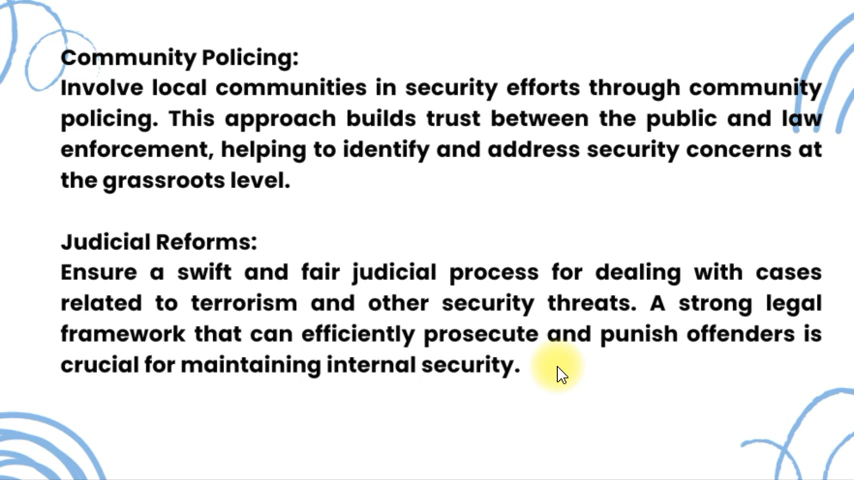 Community Policing:
Involve local communities in security efforts through community
policing. This approach builds trust between the public and law
enforcement, helping to identify and address security concerns at
the grassroots level.
Judicial Reforms:
Ensure a swift and fair judicial process for dealing with cases
related to terrorism and other security threats. A strong legal
framework that can efficiently prosecute and punish offenders is
crucial for maintaining internal security.